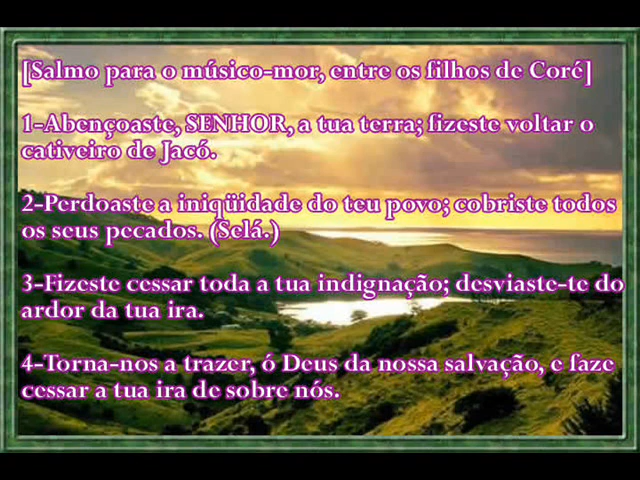 [Salmo para o músico-mor, entre os filhos de Coré]
1-Abençoaste, SENHOR, a tua terra; fizeste voltar o
cativeiro de Jacó.
2-Perdoaste a iniqüidade do teu povo; cobriste todos
os seus pecados. (Selá.)
3-Fizeste cessar toda a tua indignação; desviaste-te do
ardor da tua ira.
4-Torna-nos a trazer, ó Deus da nossa salvação, e faze
cessar a tua ira de sobre nós.